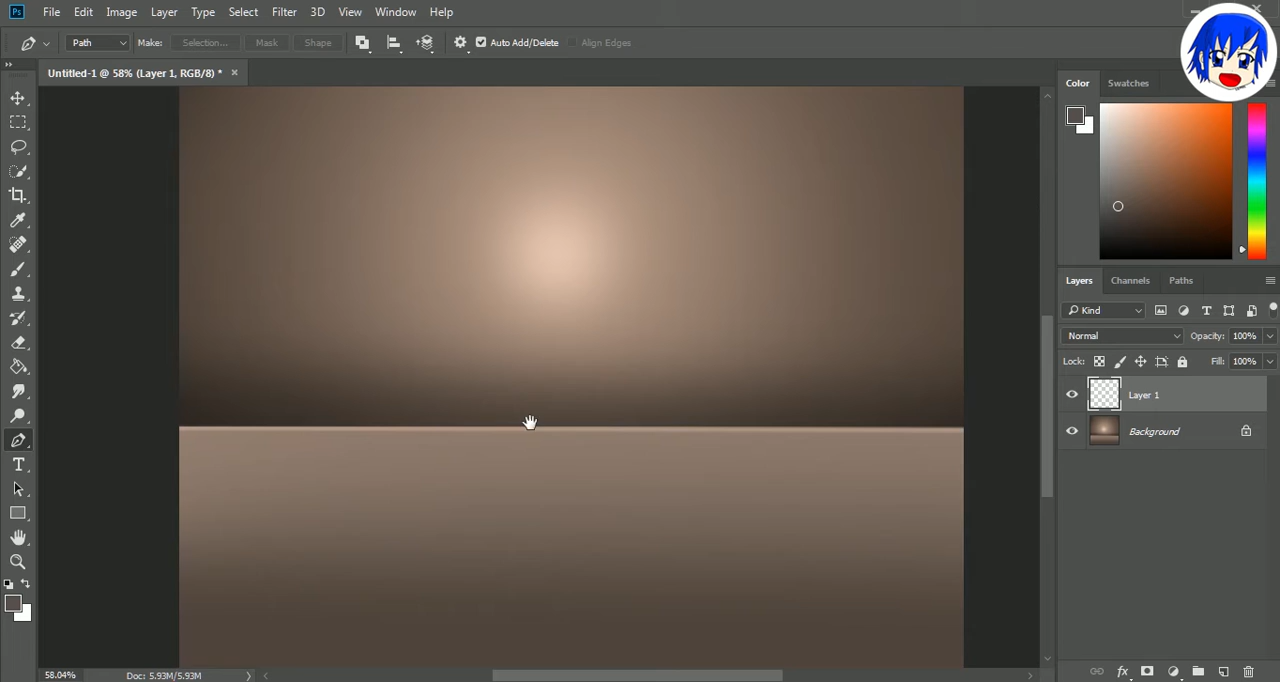 Ps File Edit Image Layer Type Select Filter 3D View Window Help
Path Make: Selection... Mask Shape Auto Add/Delete Align Edges
Untitled-1 @ 58% (Layer 1, RGB/8) * ×
Color Swatches
Layers Channels Paths
Kind
Normal Opacity: 100%
Lock: Fill: 100%
Layer 1
Background
58.04% Doc: 5.93M/5.93M